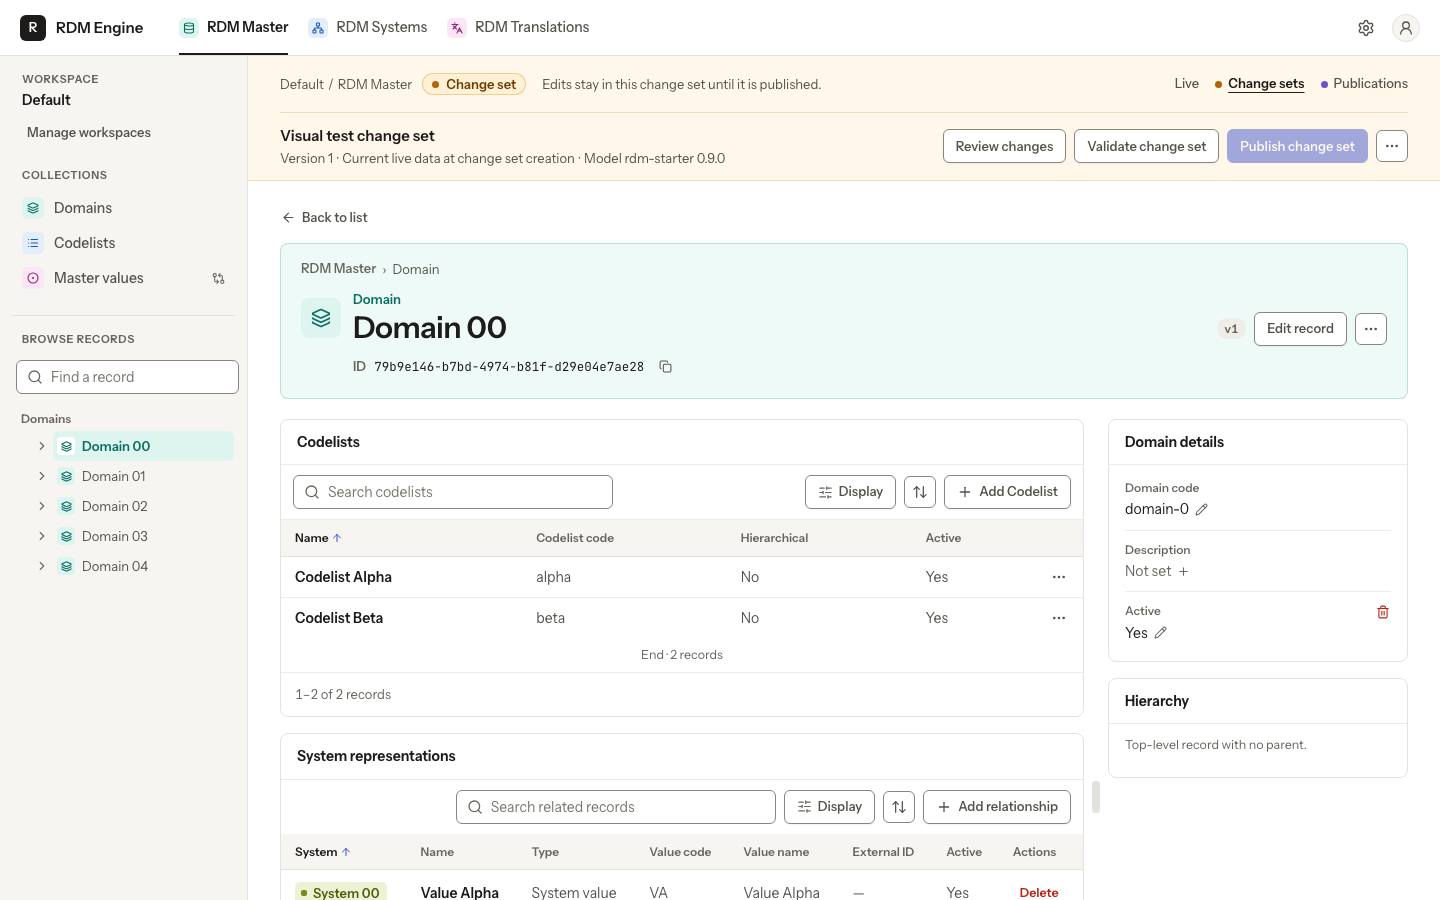 R RDM Engine RDM Master RDM Systems RDM Translations
WORKSPACE
Default
Manage workspaces
COLLECTIONS
Domains
Codelists
Master values
BROWSE RECORDS
Find a record
Domains
Domain 00
Domain 01
Domain 02
Domain 03
Domain 04
Default / RDM Master Change set Edits stay in this change set until it is published. Live Change sets Publications
Visual test change set
Version 1 · Current live data at change set creation · Model rdm-starter 0.9.0
Review changes Validate change set Publish change set ...
Back to list
RDM Master › Domain
Domain
Domain 00
ID 79b9e146-b7bd-4974-b81f-d29e04e7ae28
v1 Edit record ...
Codelists
Search codelists Display Add Codelist
Name Codelist code Hierarchical Active
Codelist Alpha alpha No Yes ...
Codelist Beta beta No Yes ...
End · 2 records
1–2 of 2 records
System representations
Search related records Display Add relationship
System Name Type Value code Value name External ID Active Actions
System 00 Value Alpha System value VA Value Alpha — Yes Delete
Domain details
Domain code
domain-0
Description
Not set
Active
Yes
Hierarchy
Top-level record with no parent.